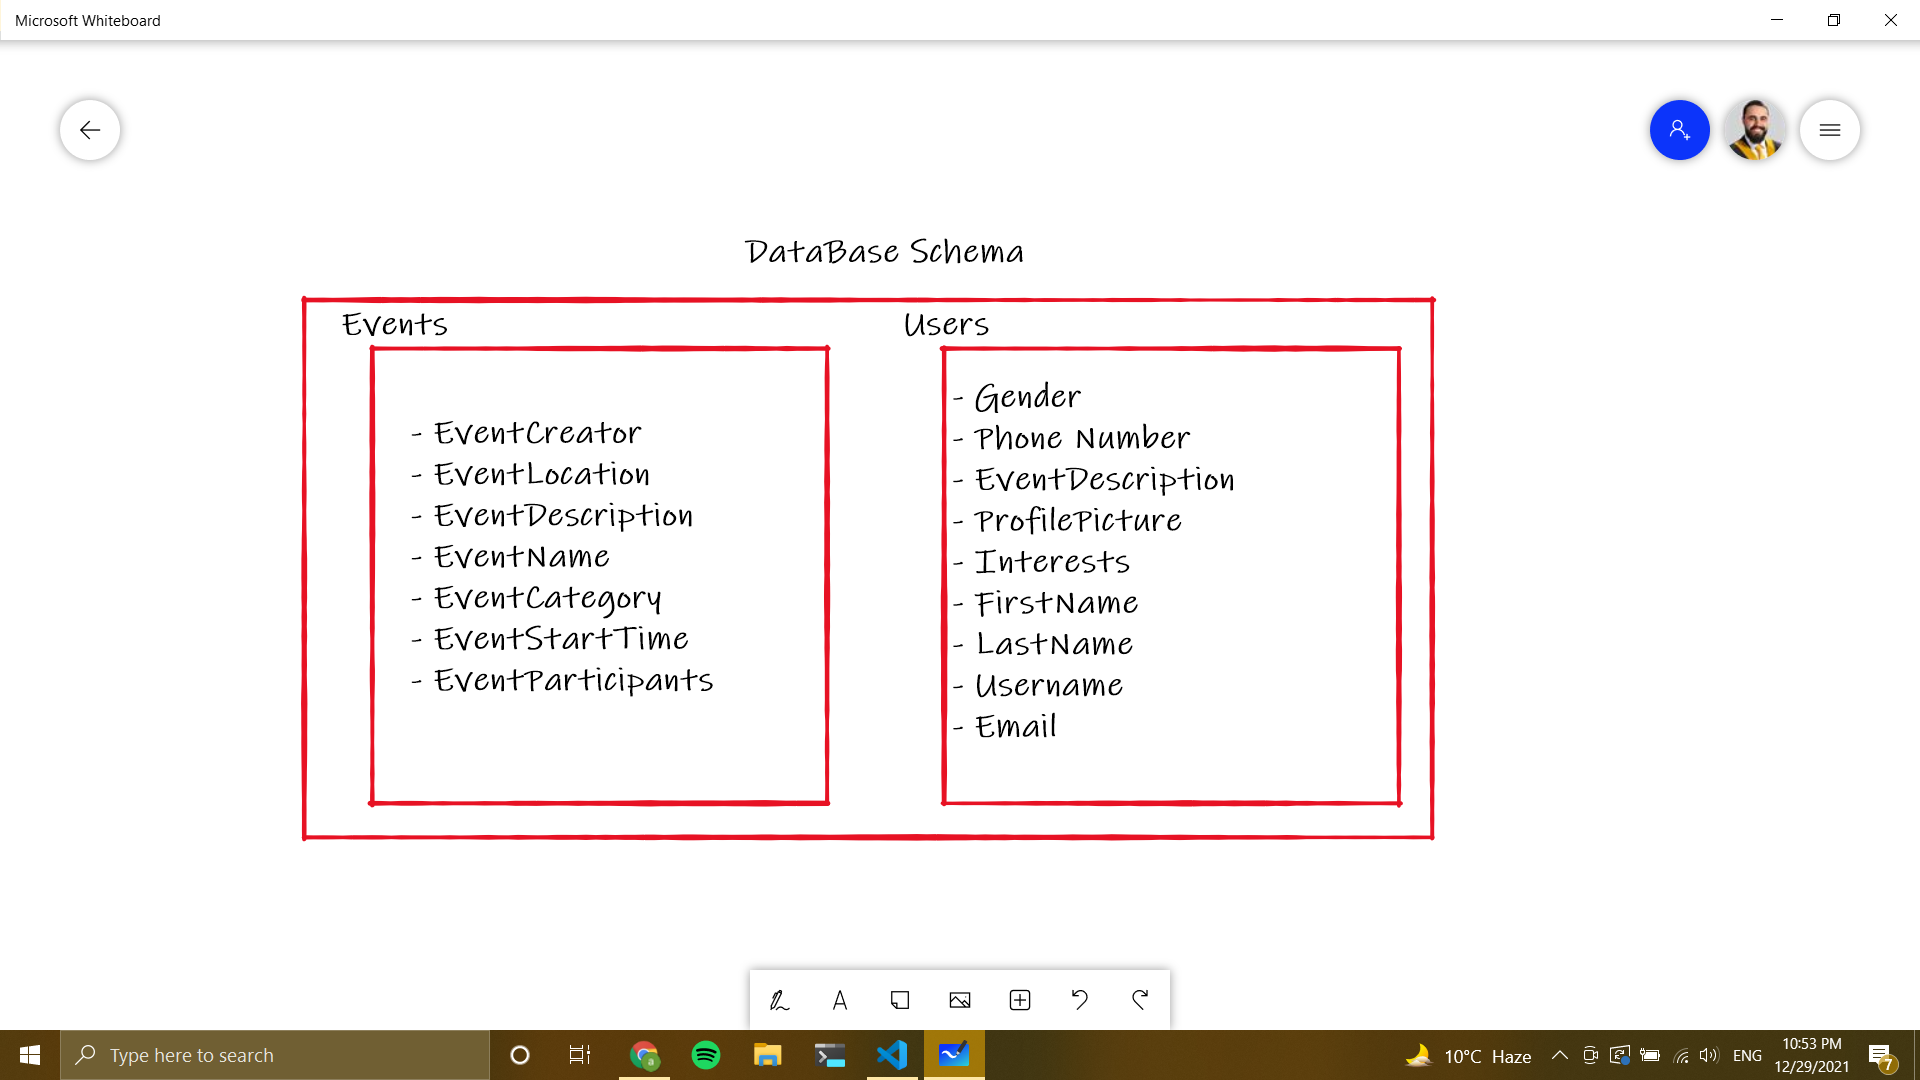 Microsoft Whiteboard
DataBase Schema
Events
Users
- EventCreator
- EventLocation
- EventDescription
- EventName
- EventCategory
- EventStartTime
- EventParticipants
- Gender
- Phone Number
- EventDescription
- ProfilePicture
- Interests
- FirstName
- LastName
- Username
- Email
A
Type here to search
a
10°C Haze
ENG
10:53 PM
12/29/2021
7